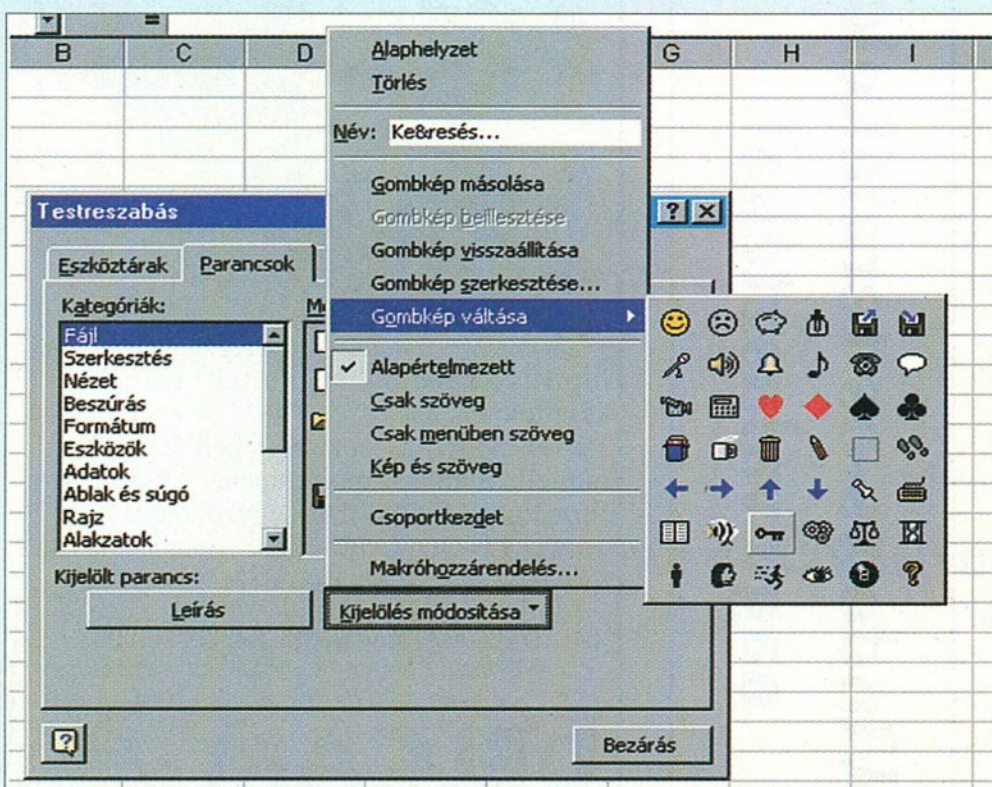 =
B C D G H I
Alaphelyzet
Törlés
Név: Ke&resés...
Gombkép másolása
Gombkép beillesztése
Gombkép visszaállítása
Gombkép szerkesztése...
Gombkép váltása
Alapértelmezett
Csak szöveg
Csak menüben szöveg
Kép és szöveg
Csoportkezdet
Makróhozzárendelés...
Testreszabás
Eszköztárak Parancsok
Kategóriák:
Fájl
Szerkesztés
Nézet
Beszúrás
Formátum
Eszközök
Adatok
Ablak és súgó
Rajz
Alakzatok
Kijelölt parancs:
Leírás Kijelölés módosítása
Bezárás